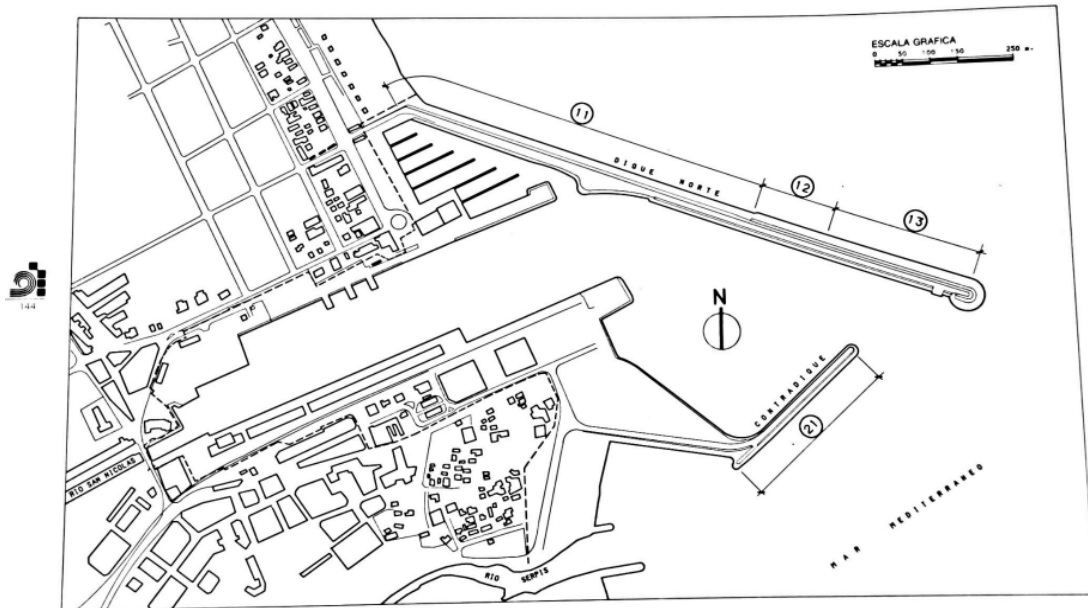 ESCALA GRAFICA
0 50 100 150 250 m.
11
DIQUE NORTE
12
13
144
N
CONTRADIQUE
21
RIO SAN NICOLAS
MAR MEDITERRANEO
RIO SERPIS